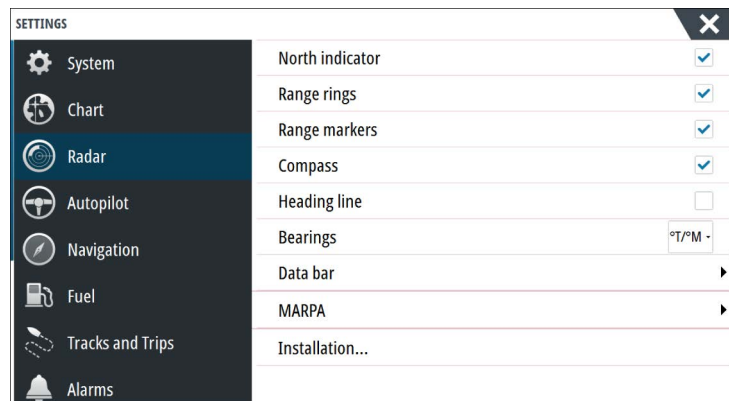 SETTINGS
System
Chart
Radar
Autopilot
Navigation
Fuel
Tracks and Trips
Alarms
North indicator
Range rings
Range markers
Compass
Heading line
Bearings °T/°M
Data bar
MARPA
Installation...